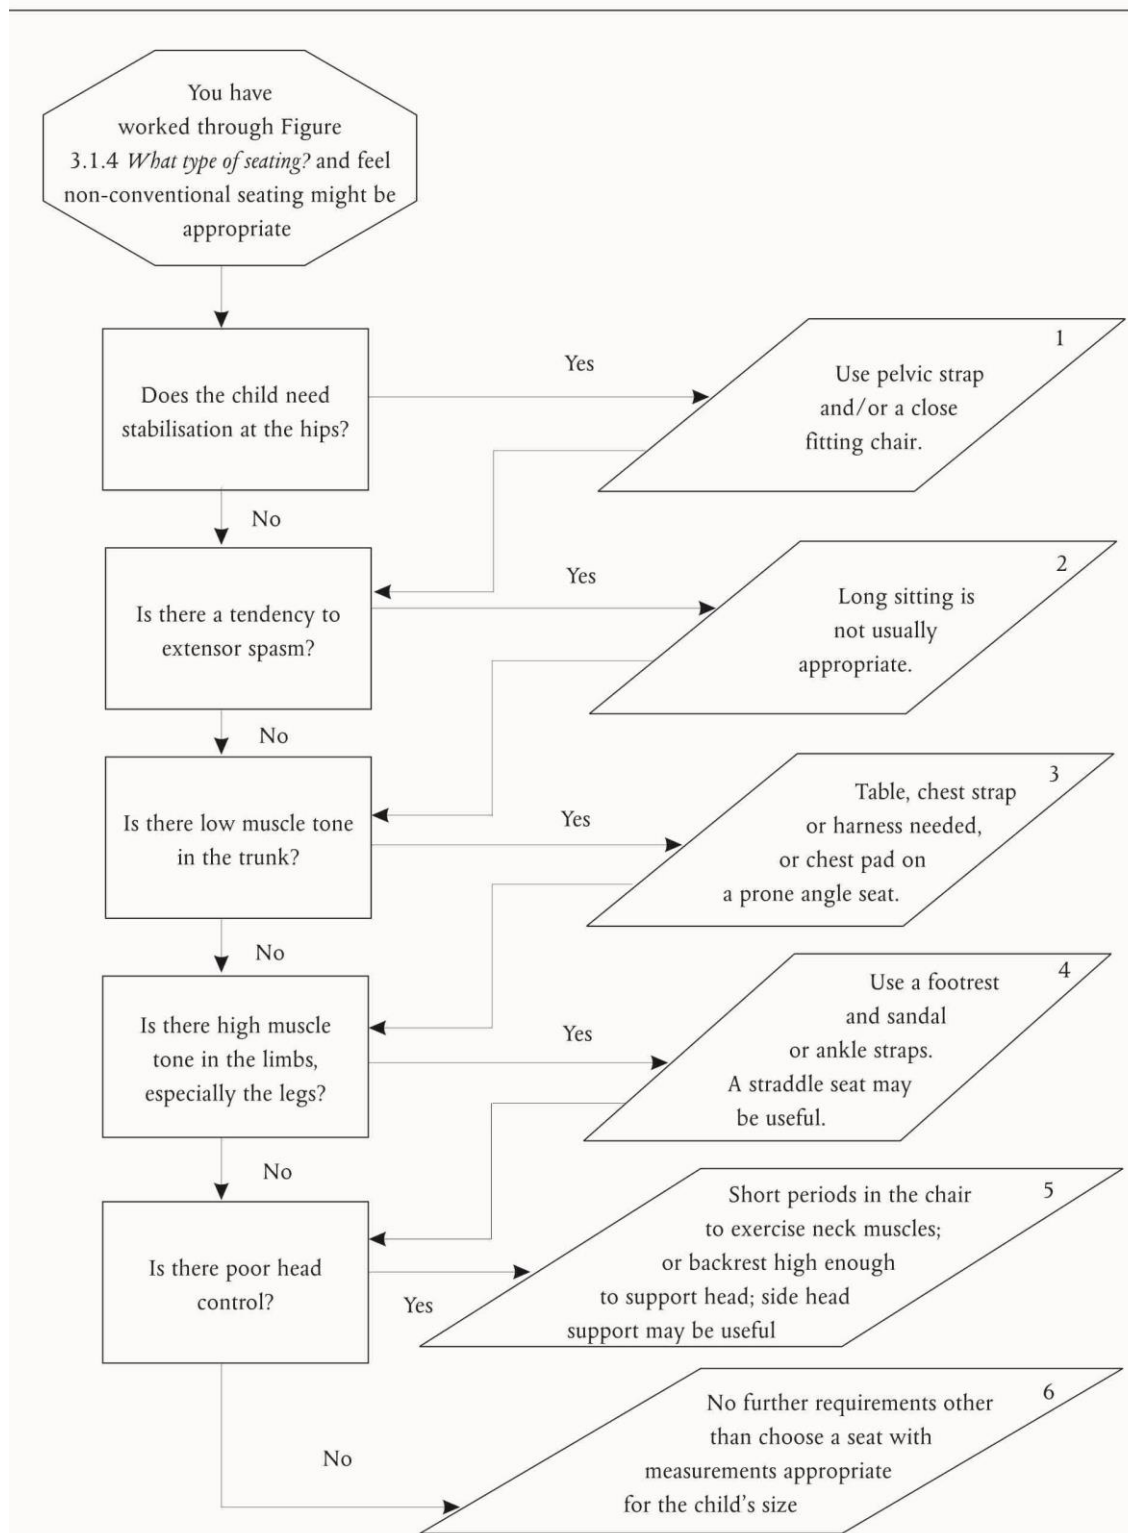 You have
worked through Figure
3.1.4 What type of seating? and feel
non-conventional seating might be
appropriate
Does the child need
stabilisation at the hips?
Yes
1
Use pelvic strap
and/or a close
fitting chair.
No
Is there a tendency to
extensor spasm?
Yes
2
Long sitting is
not usually
appropriate.
No
Is there low muscle tone
in the trunk?
Yes
3
Table, chest strap
or harness needed,
or chest pad on
a prone angle seat.
No
Is there high muscle
tone in the limbs,
especially the legs?
Yes
4
Use a footrest
and sandal
or ankle straps.
A straddle seat may
be useful.
No
Is there poor head
control?
Yes
5
Short periods in the chair
to exercise neck muscles;
or backrest high enough
to support head; side head
support may be useful
No
6
No further requirements other
than choose a seat with
measurements appropriate
for the child's size